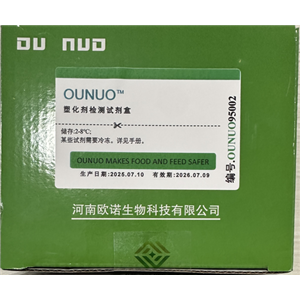 OU NUO
OUNUO™
塑化剂检测试剂盒
储存:2-8℃;
某些试剂需要冷冻。详见手册。
OUNUO MAKES FOOD AND FEED SAFER
生产日期:2025.07.10 有效期:2026.07.09
编号:OUNUO95002
河南欧诺生物科技有限公司